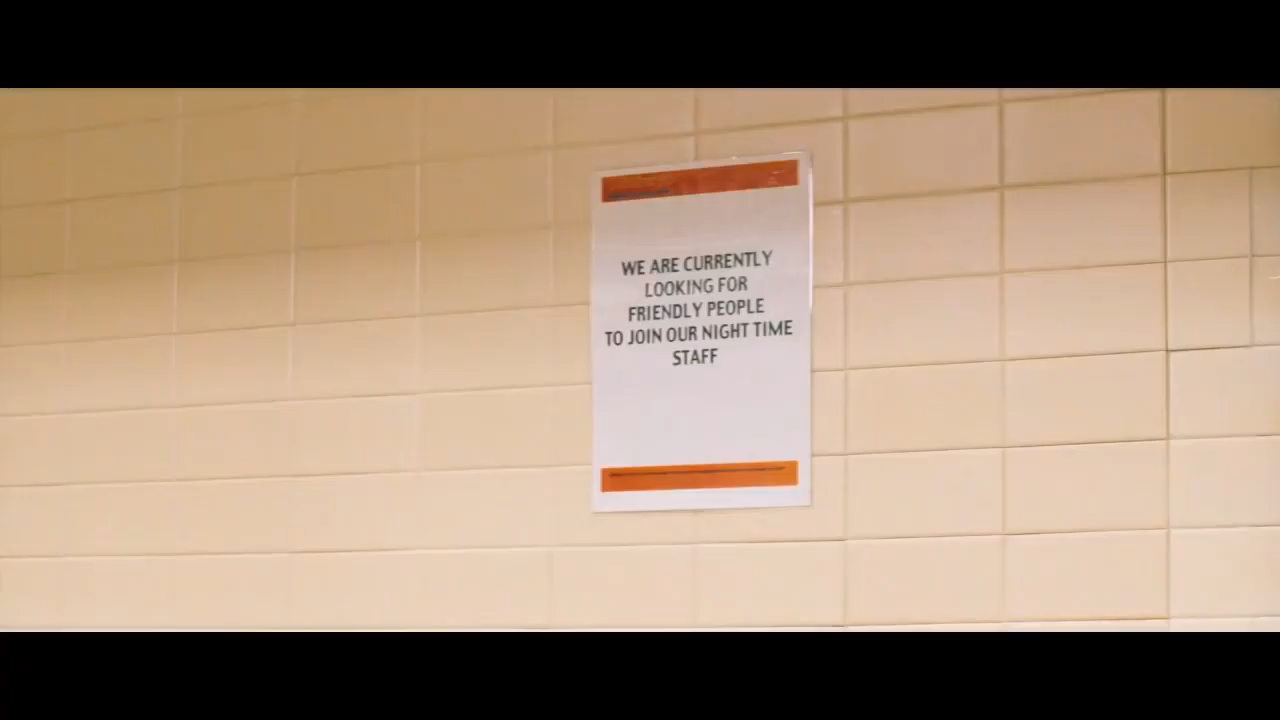 WE ARE CURRENTLY
LOOKING FOR
FRIENDLY PEOPLE
TO JOIN OUR NIGHT TIME
STAFF